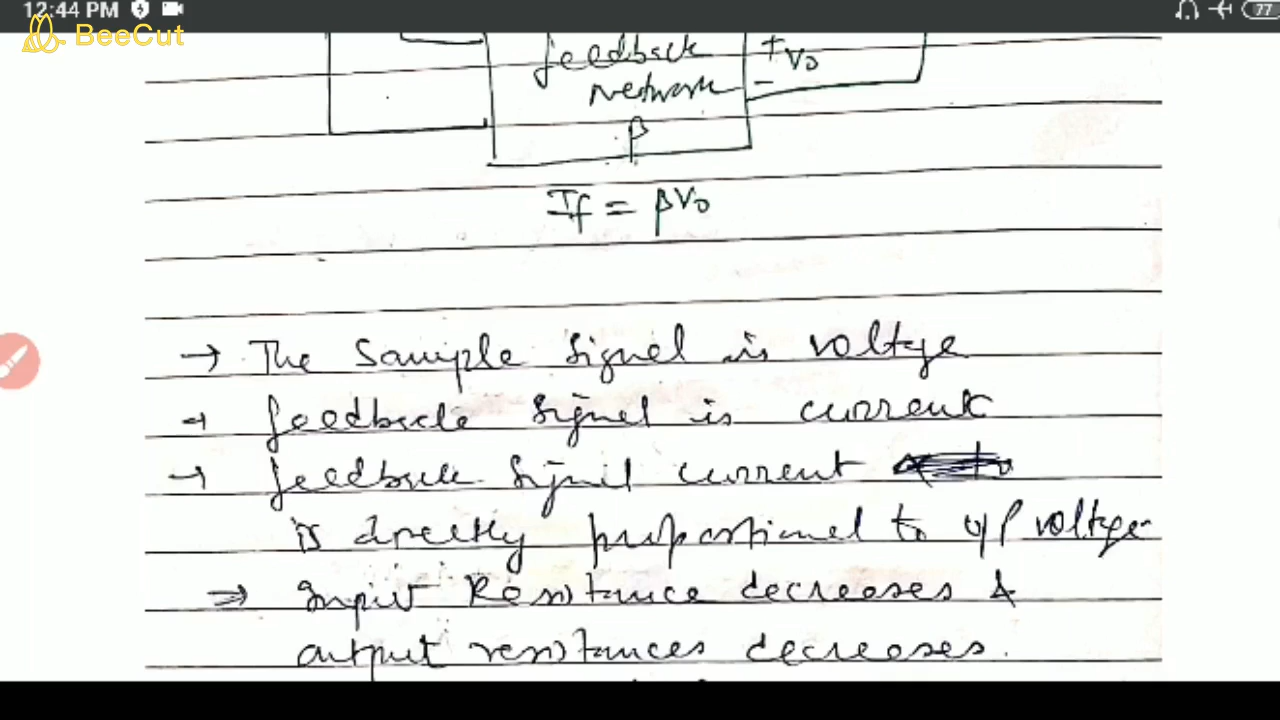 12:44 PM
77
BeeCut
feedback
network
β
+
V₀
−
If = βV₀
→ The Sample Signal is voltage
→ feedback Signal is current
→ feedback Signal current
is directly proportional to o/p voltage
⇒ Input Resistance decreases &
output resistances decreases.